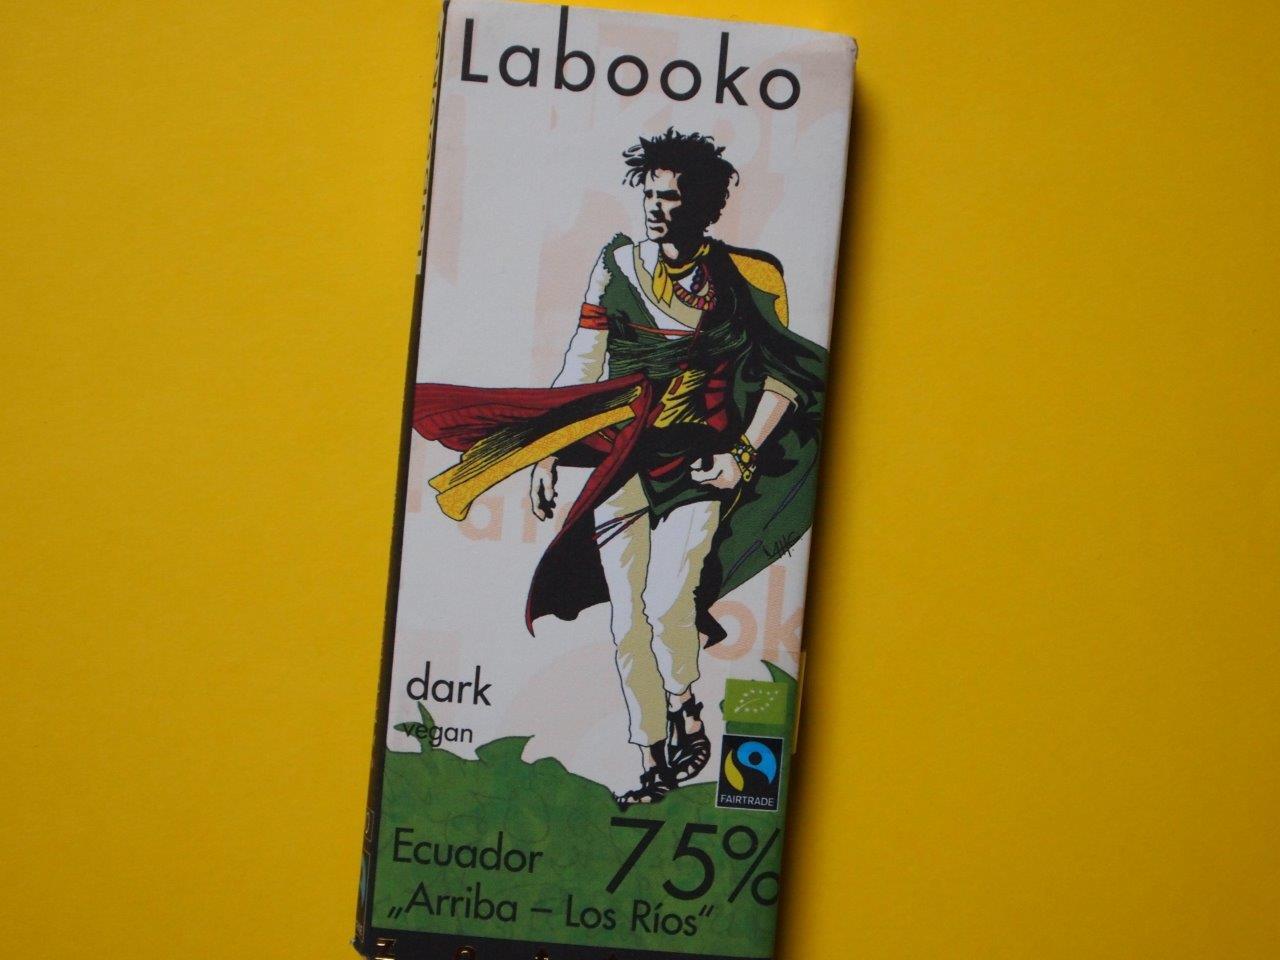 Labooko
dark
vegan
FAIRTRADE
75%
Ecuador
„Arriba – Los Ríos“